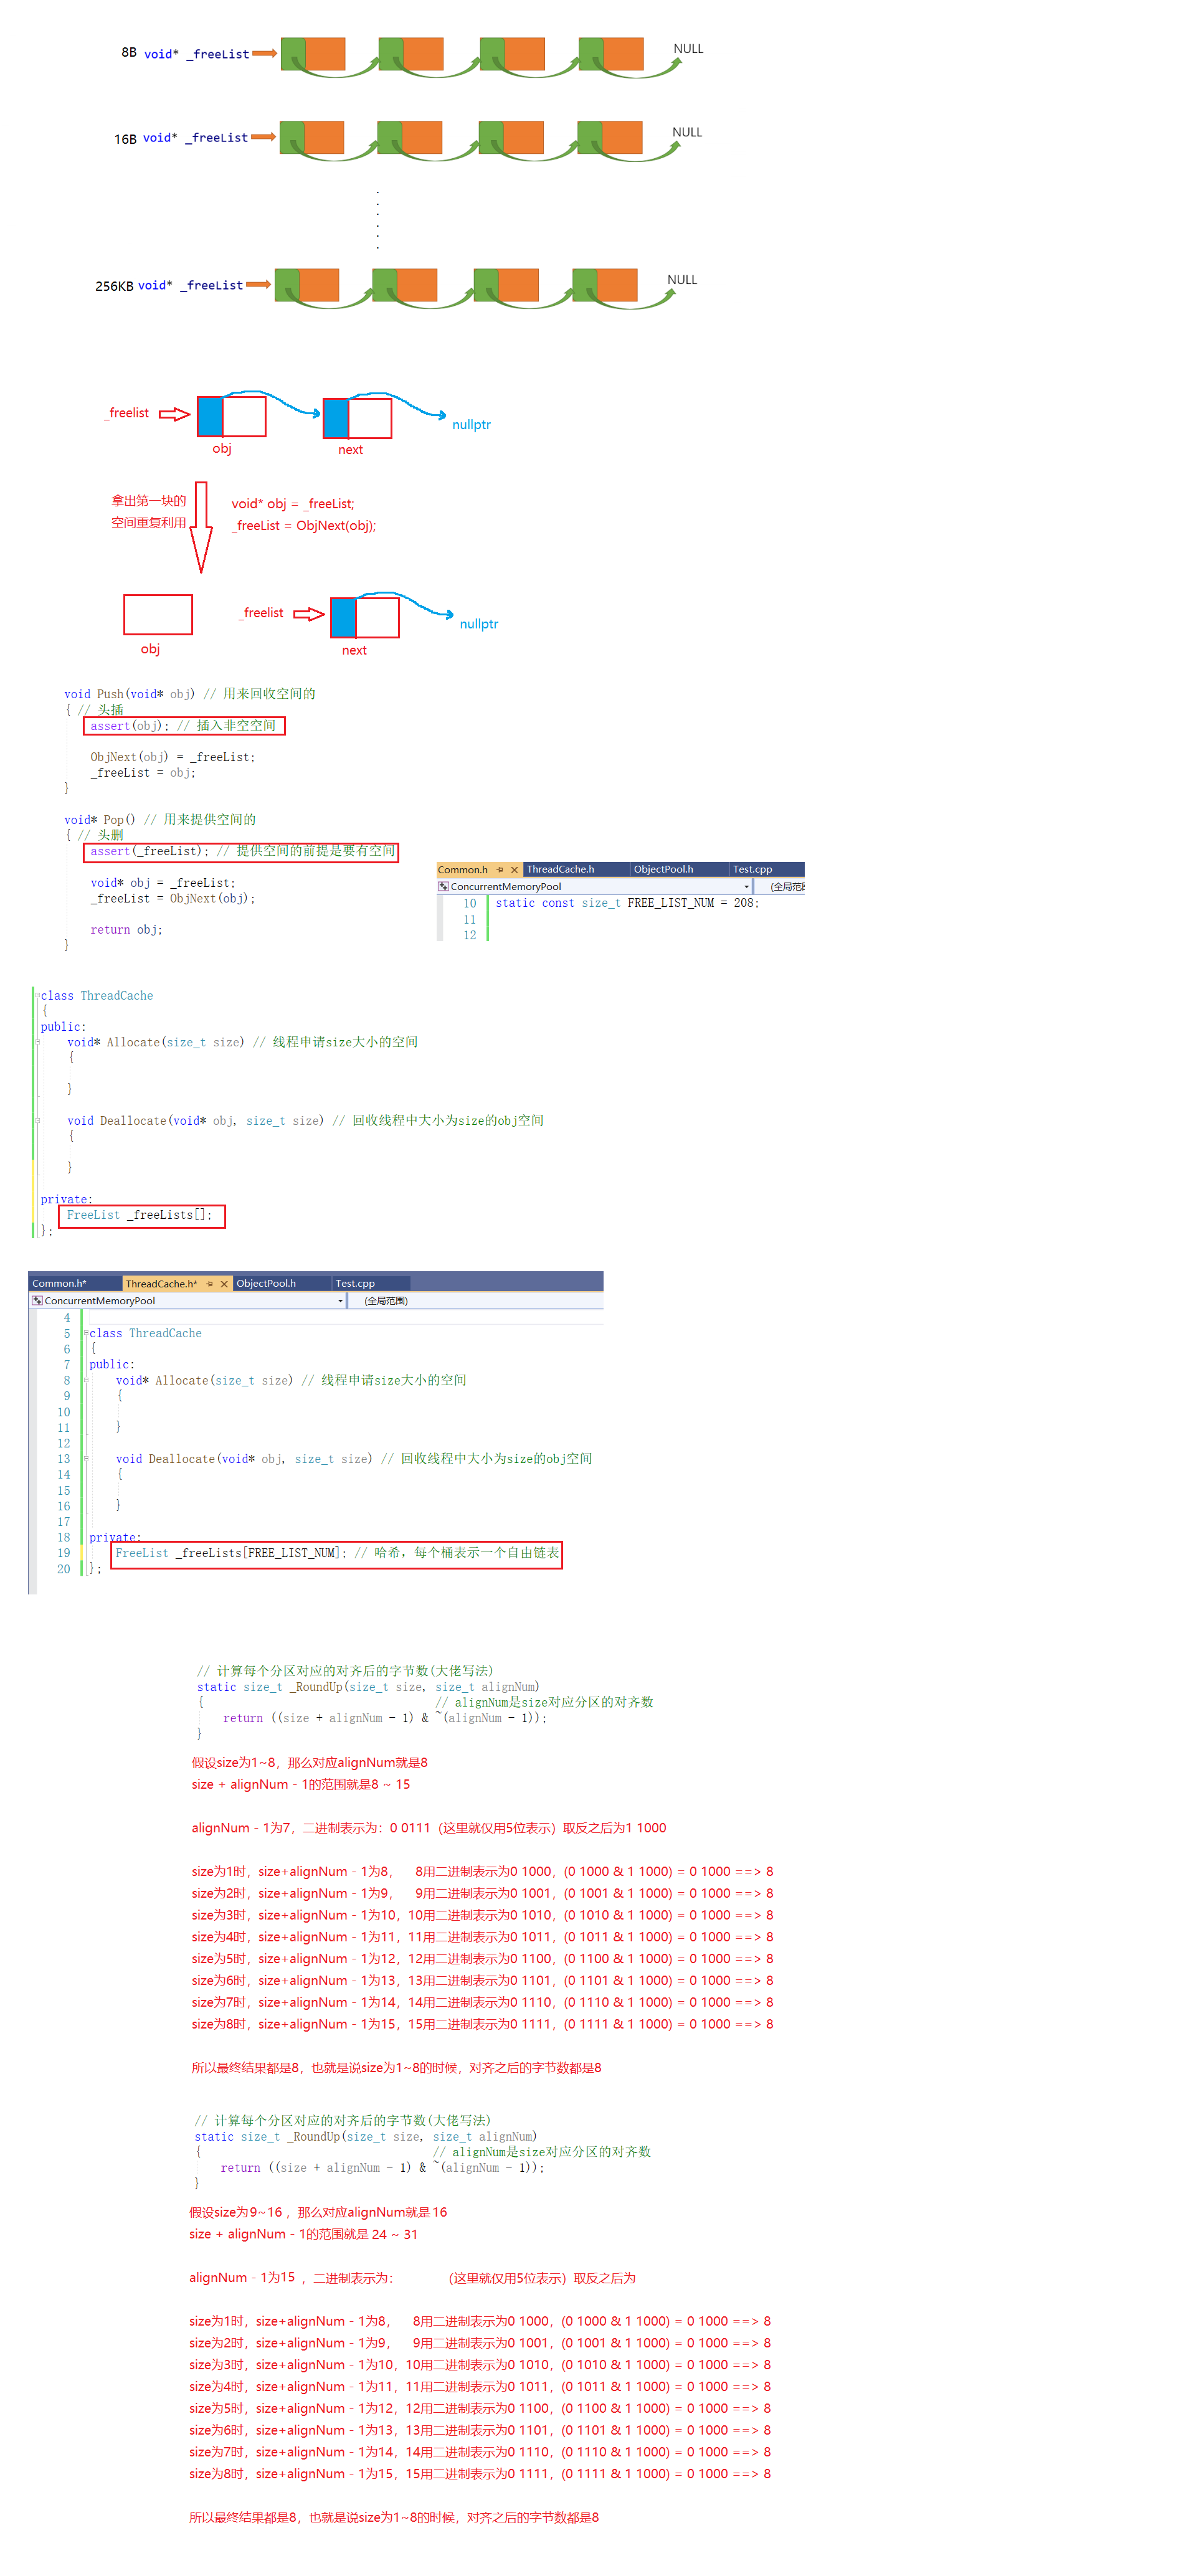 8B void* _freeList NULL
16B void* _freeList NULL
256KB void* _freeList NULL
_freelist
nullptr
obj
next
拿出第一块的
空间重复利用
void* obj = _freeList;
_freeList = ObjNext(obj);
_freelist
nullptr
obj
next
void Push(void* obj) // 用来回收空间的
{ // 头插
assert(obj); // 插入非空空间
ObjNext(obj) = _freeList;
_freeList = obj;
}
void* Pop() // 用来提供空间的
{ // 头删
assert(_freeList); // 提供空间的前提是要有空间
void* obj = _freeList;
_freeList = ObjNext(obj);
return obj;
}
Common.h ThreadCache.h ObjectPool.h Test.cpp
ConcurrentMemoryPool (全局范围
10 static const size_t FREE_LIST_NUM = 208;
11
12
class ThreadCache
{
public:
void* Allocate(size_t size) // 线程申请size大小的空间
{
}
void Deallocate(void* obj, size_t size) // 回收线程中大小为size的obj空间
{
}
private:
FreeList _freeLists[];
};
Common.h* ThreadCache.h* ObjectPool.h Test.cpp
ConcurrentMemoryPool (全局范围)
4
5 class ThreadCache
6 {
7 public:
8 void* Allocate(size_t size) // 线程申请size大小的空间
9 {
10
11 }
12
13 void Deallocate(void* obj, size_t size) // 回收线程中大小为size的obj空间
14 {
15
16 }
17
18 private:
19 FreeList _freeLists[FREE_LIST_NUM]; // 哈希，每个桶表示一个自由链表
20 };
// 计算每个分区对应的对齐后的字节数(大佬写法)
static size_t _RoundUp(size_t size, size_t alignNum)
{ // alignNum是size对应分区的对齐数
return ((size + alignNum - 1) & ~(alignNum - 1));
}
假设size为1~8，那么对应alignNum就是8
size + alignNum - 1的范围就是8 ~ 15
alignNum - 1为7，二进制表示为：0 0111（这里就仅用5位表示）取反之后为1 1000
size为1时，size+alignNum - 1为8， 8用二进制表示为0 1000，(0 1000 & 1 1000) = 0 1000 ==> 8
size为2时，size+alignNum - 1为9， 9用二进制表示为0 1001，(0 1001 & 1 1000) = 0 1000 ==> 8
size为3时，size+alignNum - 1为10，10用二进制表示为0 1010，(0 1010 & 1 1000) = 0 1000 ==> 8
size为4时，size+alignNum - 1为11，11用二进制表示为0 1011，(0 1011 & 1 1000) = 0 1000 ==> 8
size为5时，size+alignNum - 1为12，12用二进制表示为0 1100，(0 1100 & 1 1000) = 0 1000 ==> 8
size为6时，size+alignNum - 1为13，13用二进制表示为0 1101，(0 1101 & 1 1000) = 0 1000 ==> 8
size为7时，size+alignNum - 1为14，14用二进制表示为0 1110，(0 1110 & 1 1000) = 0 1000 ==> 8
size为8时，size+alignNum - 1为15，15用二进制表示为0 1111，(0 1111 & 1 1000) = 0 1000 ==> 8
所以最终结果都是8，也就是说size为1~8的时候，对齐之后的字节数都是8
// 计算每个分区对应的对齐后的字节数(大佬写法)
static size_t _RoundUp(size_t size, size_t alignNum)
{ // alignNum是size对应分区的对齐数
return ((size + alignNum - 1) & ~(alignNum - 1));
}
假设size为9~16 ，那么对应alignNum就是16
size + alignNum - 1的范围就是 24 ~ 31
alignNum - 1为15 ，二进制表示为： （这里就仅用5位表示）取反之后为
size为1时，size+alignNum - 1为8， 8用二进制表示为0 1000，(0 1000 & 1 1000) = 0 1000 ==> 8
size为2时，size+alignNum - 1为9， 9用二进制表示为0 1001，(0 1001 & 1 1000) = 0 1000 ==> 8
size为3时，size+alignNum - 1为10，10用二进制表示为0 1010，(0 1010 & 1 1000) = 0 1000 ==> 8
size为4时，size+alignNum - 1为11，11用二进制表示为0 1011，(0 1011 & 1 1000) = 0 1000 ==> 8
size为5时，size+alignNum - 1为12，12用二进制表示为0 1100，(0 1100 & 1 1000) = 0 1000 ==> 8
size为6时，size+alignNum - 1为13，13用二进制表示为0 1101，(0 1101 & 1 1000) = 0 1000 ==> 8
size为7时，size+alignNum - 1为14，14用二进制表示为0 1110，(0 1110 & 1 1000) = 0 1000 ==> 8
size为8时，size+alignNum - 1为15，15用二进制表示为0 1111，(0 1111 & 1 1000) = 0 1000 ==> 8
所以最终结果都是8，也就是说size为1~8的时候，对齐之后的字节数都是8